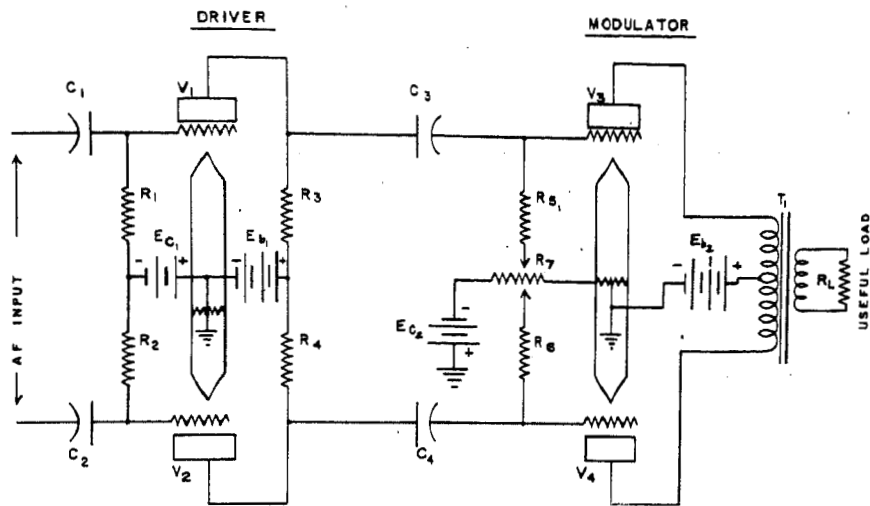 DRIVER
MODULATOR
C1
V1
C3
V3
R1
R3
R5
T1
EC1
- +
Eb1
- +
R7
Eb2
- +
RL
USEFUL LOAD
AF INPUT
EC2
-
+
R2
R4
R6
C2
V2
C4
V4